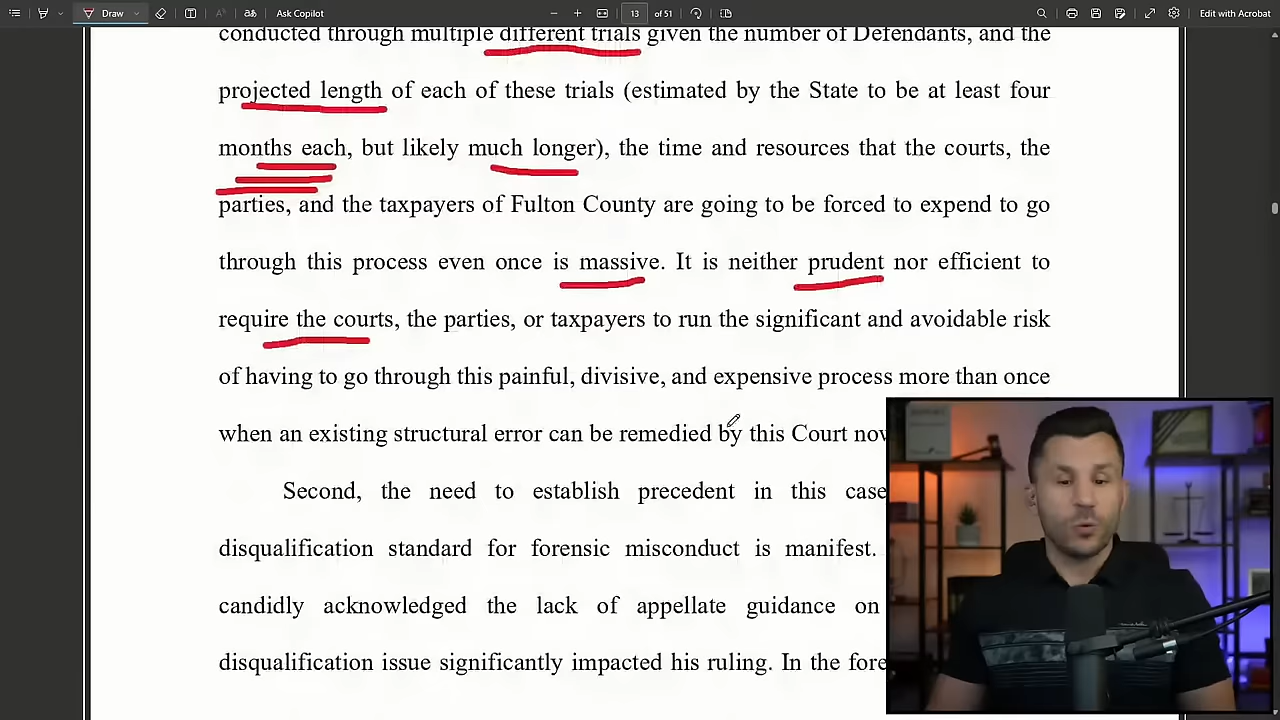 Draw
Ask Copilot
13 of 51
Edit with Acrobat
conducted through multiple different trials given the number of Defendants, and the
projected length of each of these trials (estimated by the State to be at least four
months each, but likely much longer), the time and resources that the courts, the
parties, and the taxpayers of Fulton County are going to be forced to expend to go
through this process even once is massive. It is neither prudent nor efficient to
require the courts, the parties, or taxpayers to run the significant and avoidable risk
of having to go through this painful, divisive, and expensive process more than once
when an existing structural error can be remedied by this Court
Second, the need to establish precedent in this case
disqualification standard for forensic misconduct is manifest.
candidly acknowledged the lack of appellate guidance on
disqualification issue significantly impacted his ruling. In the